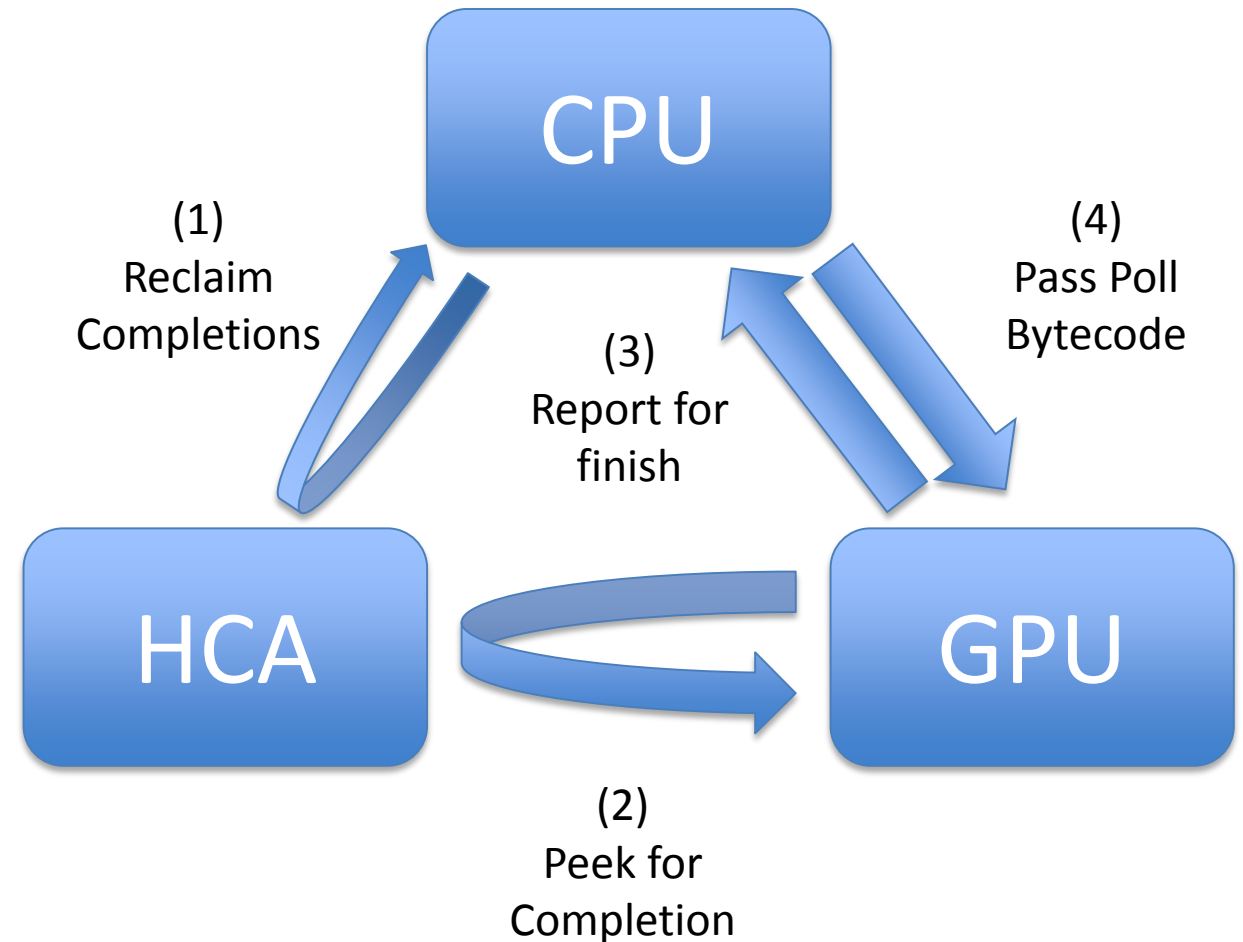 CPU
(1)
Reclaim
Completions
(4)
Pass Poll
Bytecode
(3)
Report for
finish
HCA
GPU
(2)
Peek for
Completion